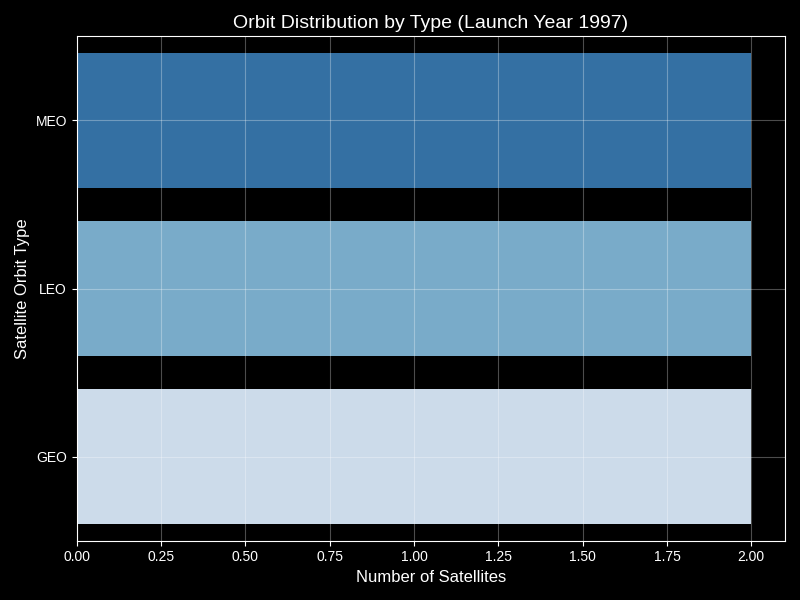 Orbit Distribution by Type (Launch Year 1997)
Satellite Orbit Type
MEO
LEO
GEO
0.00 0.25 0.50 0.75 1.00 1.25 1.50 1.75 2.00
Number of Satellites